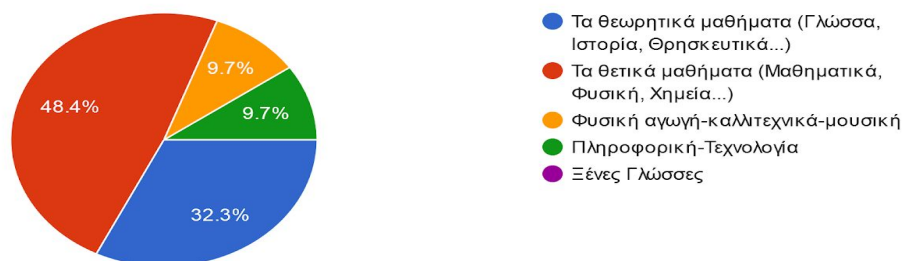 48.4%
9.7%
9.7%
32.3%
Τα θεωρητικά μαθήματα (Γλώσσα,
Ιστορία, Θρησκευτικά...)
Τα θετικά μαθήματα (Μαθηματικά,
Φυσική, Χημεία...)
Φυσική αγωγή-καλλιτεχνικά-μουσική
Πληροφορική-Τεχνολογία
Ξένες Γλώσσες